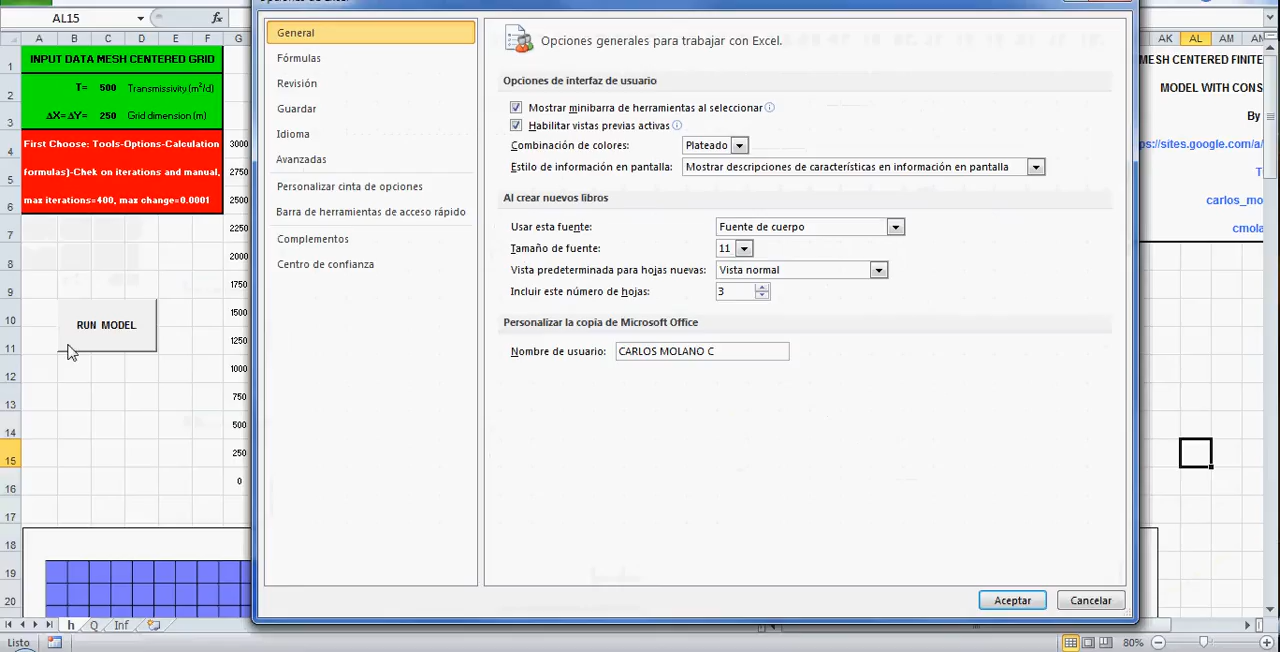 AL15
fx
Opciones de Excel
A B C D E F G AK AL AM AN
1 INPUT DATA MESH CENTERED GRID
2 T= 500 Transmissivity (m²/d)
3 ΔX=ΔY= 250 Grid dimension (m)
4 First Choose: Tools-Options-Calculation 3000
5 formulas)-Chek on iterations and manual, 2750
6 max iterations=400, max change=0.0001 2500
7 2250
8 2000
9 1750
10 1500
11 1250
12 1000
13 750
14 500
15 250
16 0
17
18
19
20
RUN MODEL
General
Fórmulas
Revisión
Guardar
Idioma
Avanzadas
Personalizar cinta de opciones
Barra de herramientas de acceso rápido
Complementos
Centro de confianza
Opciones generales para trabajar con Excel.
Opciones de interfaz de usuario
Mostrar minibarra de herramientas al seleccionar
Habilitar vistas previas activas
Combinación de colores: Plateado
Estilo de información en pantalla: Mostrar descripciones de características en información en pantalla
Al crear nuevos libros
Usar esta fuente: Fuente de cuerpo
Tamaño de fuente: 11
Vista predeterminada para hojas nuevas: Vista normal
Incluir este número de hojas: 3
Personalizar la copia de Microsoft Office
Nombre de usuario: CARLOS MOLANO C
Aceptar Cancelar
MESH CENTERED FINITE
MODEL WITH CONS
By
ps://sites.google.com/a/
T
carlos_mo
cmola
h Q Inf
Listo 80%